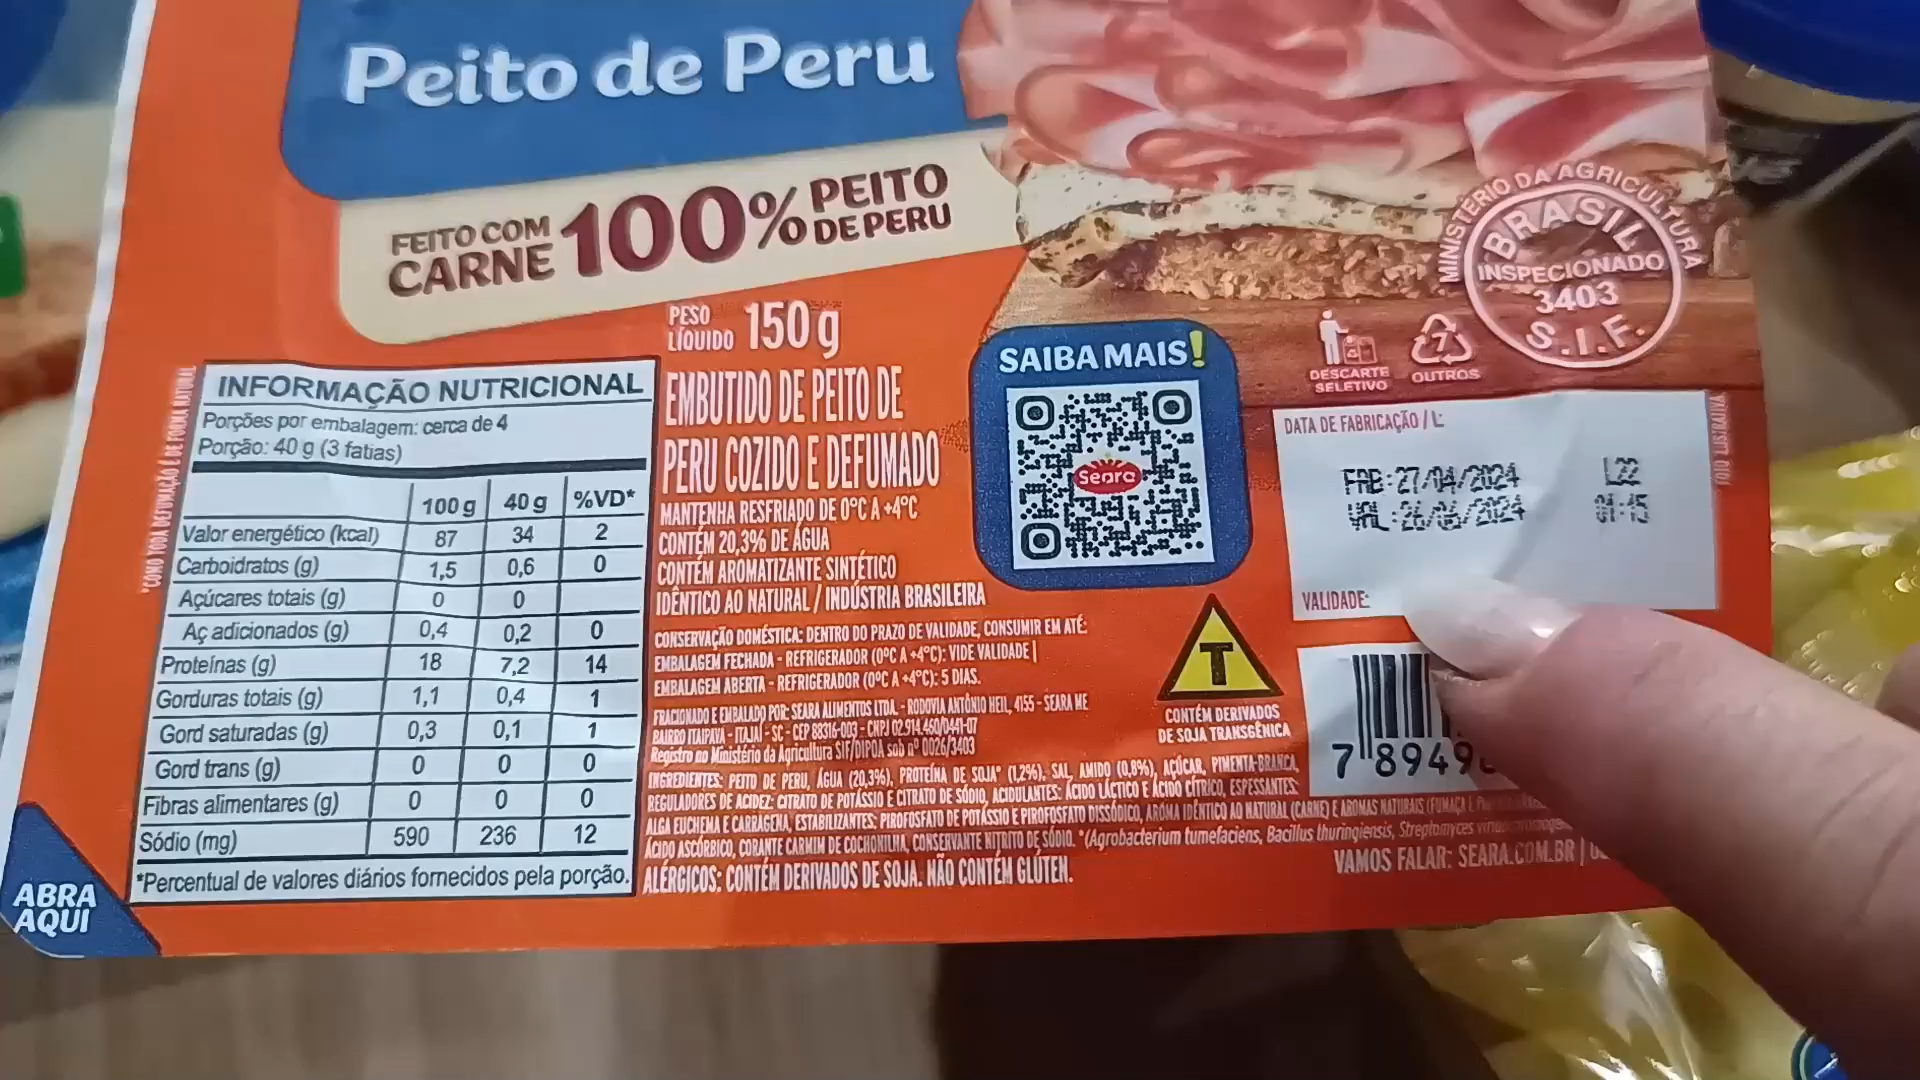 Peito de Peru
FEITO COM
CARNE 100% PEITO
DE PERU
PESO
LÍQUIDO 150 g
EMBUTIDO DE PEITO DE
PERU COZIDO E DEFUMADO
MANTENHA RESFRIADO DE 0°C A +4°C
CONTÉM 20,3% DE ÁGUA
CONTÉM AROMATIZANTE SINTÉTICO
IDÊNTICO AO NATURAL / INDÚSTRIA BRASILEIRA
CONSERVAÇÃO DOMÉSTICA: DENTRO DO PRAZO DE VALIDADE, CONSUMIR EM ATÉ:
EMBALAGEM FECHADA - REFRIGERADOR (0°C A +4°C): VIDE VALIDADE |
EMBALAGEM ABERTA - REFRIGERADOR (0°C A +4°C): 5 DIAS.
FRACIONADO E EMBALADO POR: SEARA ALIMENTOS LTDA. - RODOVIA ANTÔNIO HEIL, 4155 - SEARA ME
BAIRRO ITAIPAVA - ITAJAÍ - SC - CEP 88316-003 - CNPJ 02.914.460/0441-07
Registro no Ministério da Agricultura SIF/DIPOA sob nº 0026/3403
INGREDIENTES: PEITO DE PERU, ÁGUA (20,3%), PROTEÍNA DE SOJA* (1,2%), SAL, AMIDO (0,8%), AÇÚCAR, PIMENTA-BRANCA,
REGULADORES DE ACIDEZ: CITRATO DE POTÁSSIO E CITRATO DE SÓDIO, ACIDULANTES: ÁCIDO LÁCTICO E ÁCIDO CÍTRICO, ESPESSANTES:
ALGA EUCHEMA E CARRAGENA, ESTABILIZANTES: PIROFOSFATO DE POTÁSSIO E PIROFOSFATO DISSÓDICO, AROMA IDÊNTICO AO NATURAL (CARNE) E AROMAS NATURAIS (FUMAÇA E
ÁCIDO ASCÓRBICO, CORANTE CARMIM DE COCHONILHA, CONSERVANTE NITRITO DE SÓDIO. *(Agrobacterium tumefaciens, Bacillus thuringiensis, Streptomyces
ALÉRGICOS: CONTÉM DERIVADOS DE SOJA. NÃO CONTÉM GLÚTEN.
*COMO TODA DEFUMAÇÃO É DE FORMA NATURAL
INFORMAÇÃO NUTRICIONAL
Porções por embalagem: cerca de 4
Porção: 40 g (3 fatias)
100 g 40 g %VD*
Valor energético (kcal) 87 34 2
Carboidratos (g) 1,5 0,6 0
Açúcares totais (g) 0 0
Aç adicionados (g) 0,4 0,2 0
Proteínas (g) 18 7,2 14
Gorduras totais (g) 1,1 0,4 1
Gord saturadas (g) 0,3 0,1 1
Gord trans (g) 0 0 0
Fibras alimentares (g) 0 0 0
Sódio (mg) 590 236 12
*Percentual de valores diários fornecidos pela porção.
ABRA
AQUI
SAIBA MAIS!
Seara
T
CONTÉM DERIVADOS
DE SOJA TRANSGÊNICA
MINISTÉRIO DA AGRICULTURA
BRASIL
INSPECIONADO
3403
S.I.F.
DESCARTE
SELETIVO
7
OUTROS
DATA DE FABRICAÇÃO / L:
FAB:27/04/2024 L22
VAL:26/06/2024 01:15
VALIDADE:
FOTO ILUSTRATIVA
7 8949
VAMOS FALAR: SEARA.COM.BR |